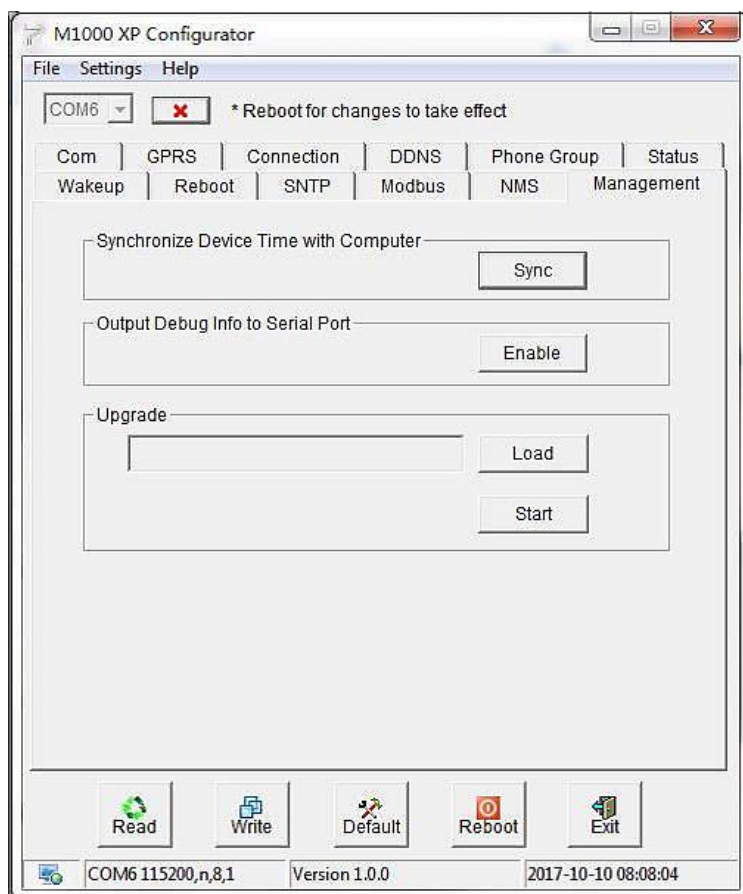 M1000 XP Configurator
File Settings Help
COM6 * Reboot for changes to take effect
Com GPRS Connection DDNS Phone Group Status
Wakeup Reboot SNTP Modbus NMS Management
Synchronize Device Time with Computer
Sync
Output Debug Info to Serial Port
Enable
Upgrade
Load
Start
Read Write Default Reboot Exit
COM6 115200,n,8,1 Version 1.0.0 2017-10-10 08:08:04